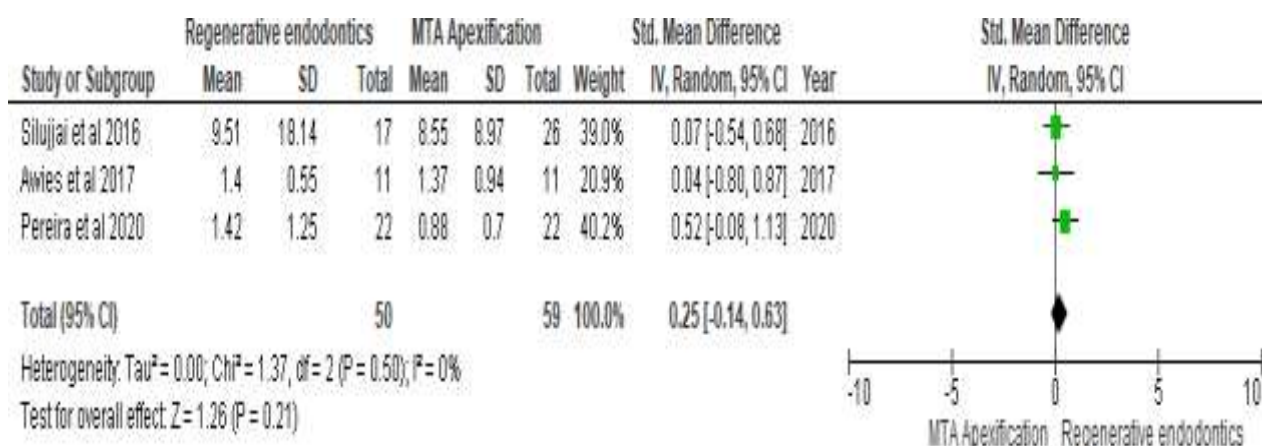 Regenerative endodontics MTA Apexification Std. Mean Difference Std. Mean Difference
Study or Subgroup Mean SD Total Mean SD Total Weight IV, Random, 95% CI Year IV, Random, 95% CI
Silujjai et al 2016 9.51 18.14 17 8.55 8.97 26 39.0% 0.07 [-0.54, 0.68] 2016
Awies et al 2017 1.4 0.55 11 1.37 0.94 11 20.9% 0.04 [-0.80, 0.87] 2017
Pereira et al 2020 1.42 1.25 22 0.88 0.7 22 40.2% 0.52 [-0.08, 1.13] 2020
Total (95% CI) 50 59 100.0% 0.25 [-0.14, 0.63]
Heterogeneity: Tau² = 0.00; Chi² = 1.37, df = 2 (P = 0.50); I² = 0%
Test for overall effect: Z = 1.26 (P = 0.21)
-10 -5 0 5 10
MTA Apexification Regenerative endodontics